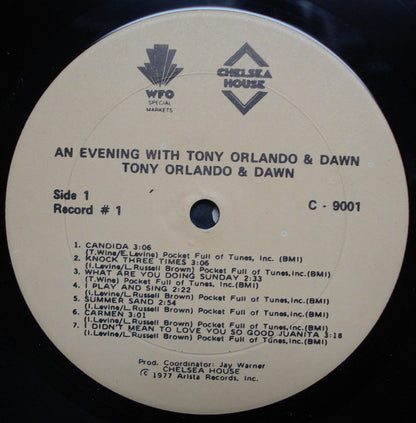 WFO
SPECIAL
MARKETS
CHELSEA
HOUSE
AN EVENING WITH TONY ORLANDO & DAWN
TONY ORLANDO & DAWN
Side 1
Record # 1
C - 9001
1. CANDIDA 3:06
(T.Wine/E.Levine) Pocket Full of Tunes, Inc. (BMI)
2. KNOCK THREE TIMES 3:06
(I.Levine/L.Russell Brown) Pocket Full of Tunes,Inc.(BMI)
3. WHAT ARE YOU DOING SUNDAY 2:33
(T.Wine) Pocket Full of Tunes, Inc.(BMI)
4. I PLAY AND SING 2:22
(I.Levine/L.Russell Brown) Pocket Full of Tunes,Inc.(BMI)
5. SUMMER SAND 2:54
(I.Levine/L.Russell Brown) Pocket Full of Tunes,Inc.(BMI)
6. CARMEN 3:01
(I.Levine/L.Russell Brown) Pocket Full of Tunes,Inc.(BMI)
7. I DIDN'T MEAN TO LOVE YOU SO GOOD JUANITA 3:18
(I.Levine/L.Russell Brown) Pocket Full of Tunes,Inc.(BMI)
Prod. Coordinator: Jay Warner
CHELSEA HOUSE
© 1977 Arista Records, Inc.